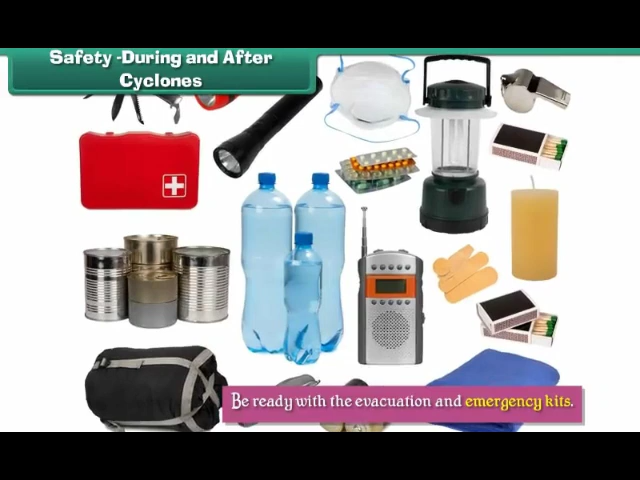 Safety -During and After
Cyclones
Be ready with the evacuation and emergency kits.